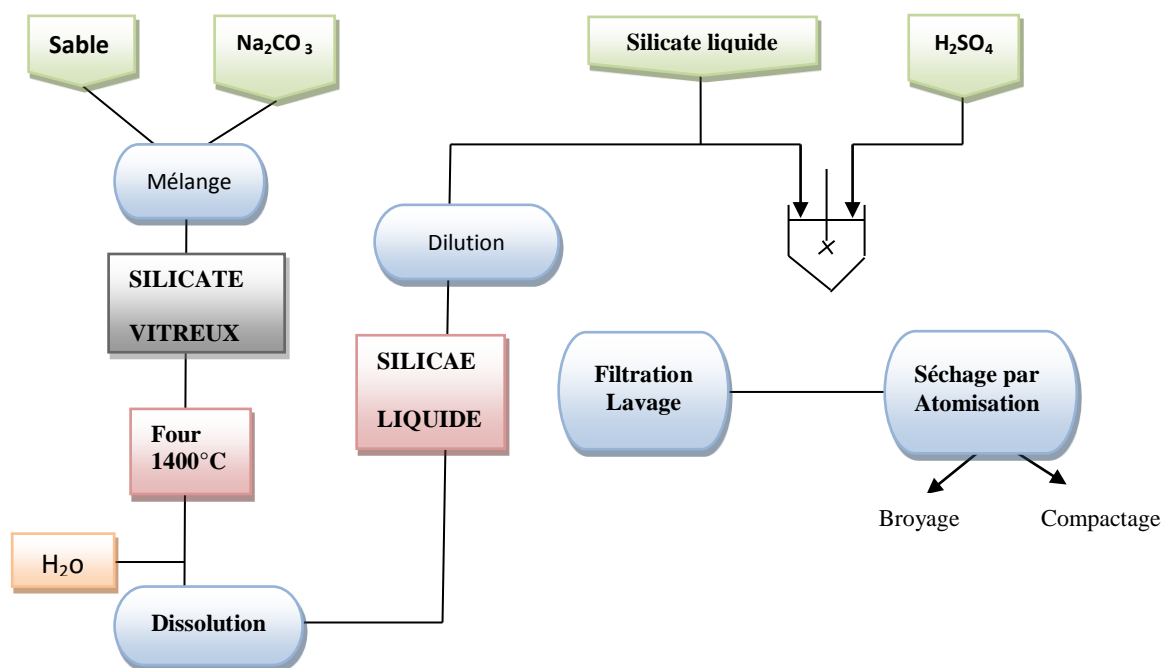 Sable
Na₂CO₃
Silicate liquide
H₂SO₄
Mélange
Dilution
SILICATE
VITREUX
SILICAE
LIQUIDE
Filtration
Lavage
Séchage par
Atomisation
Four
1400°C
Broyage
Compactage
H₂o
Dissolution